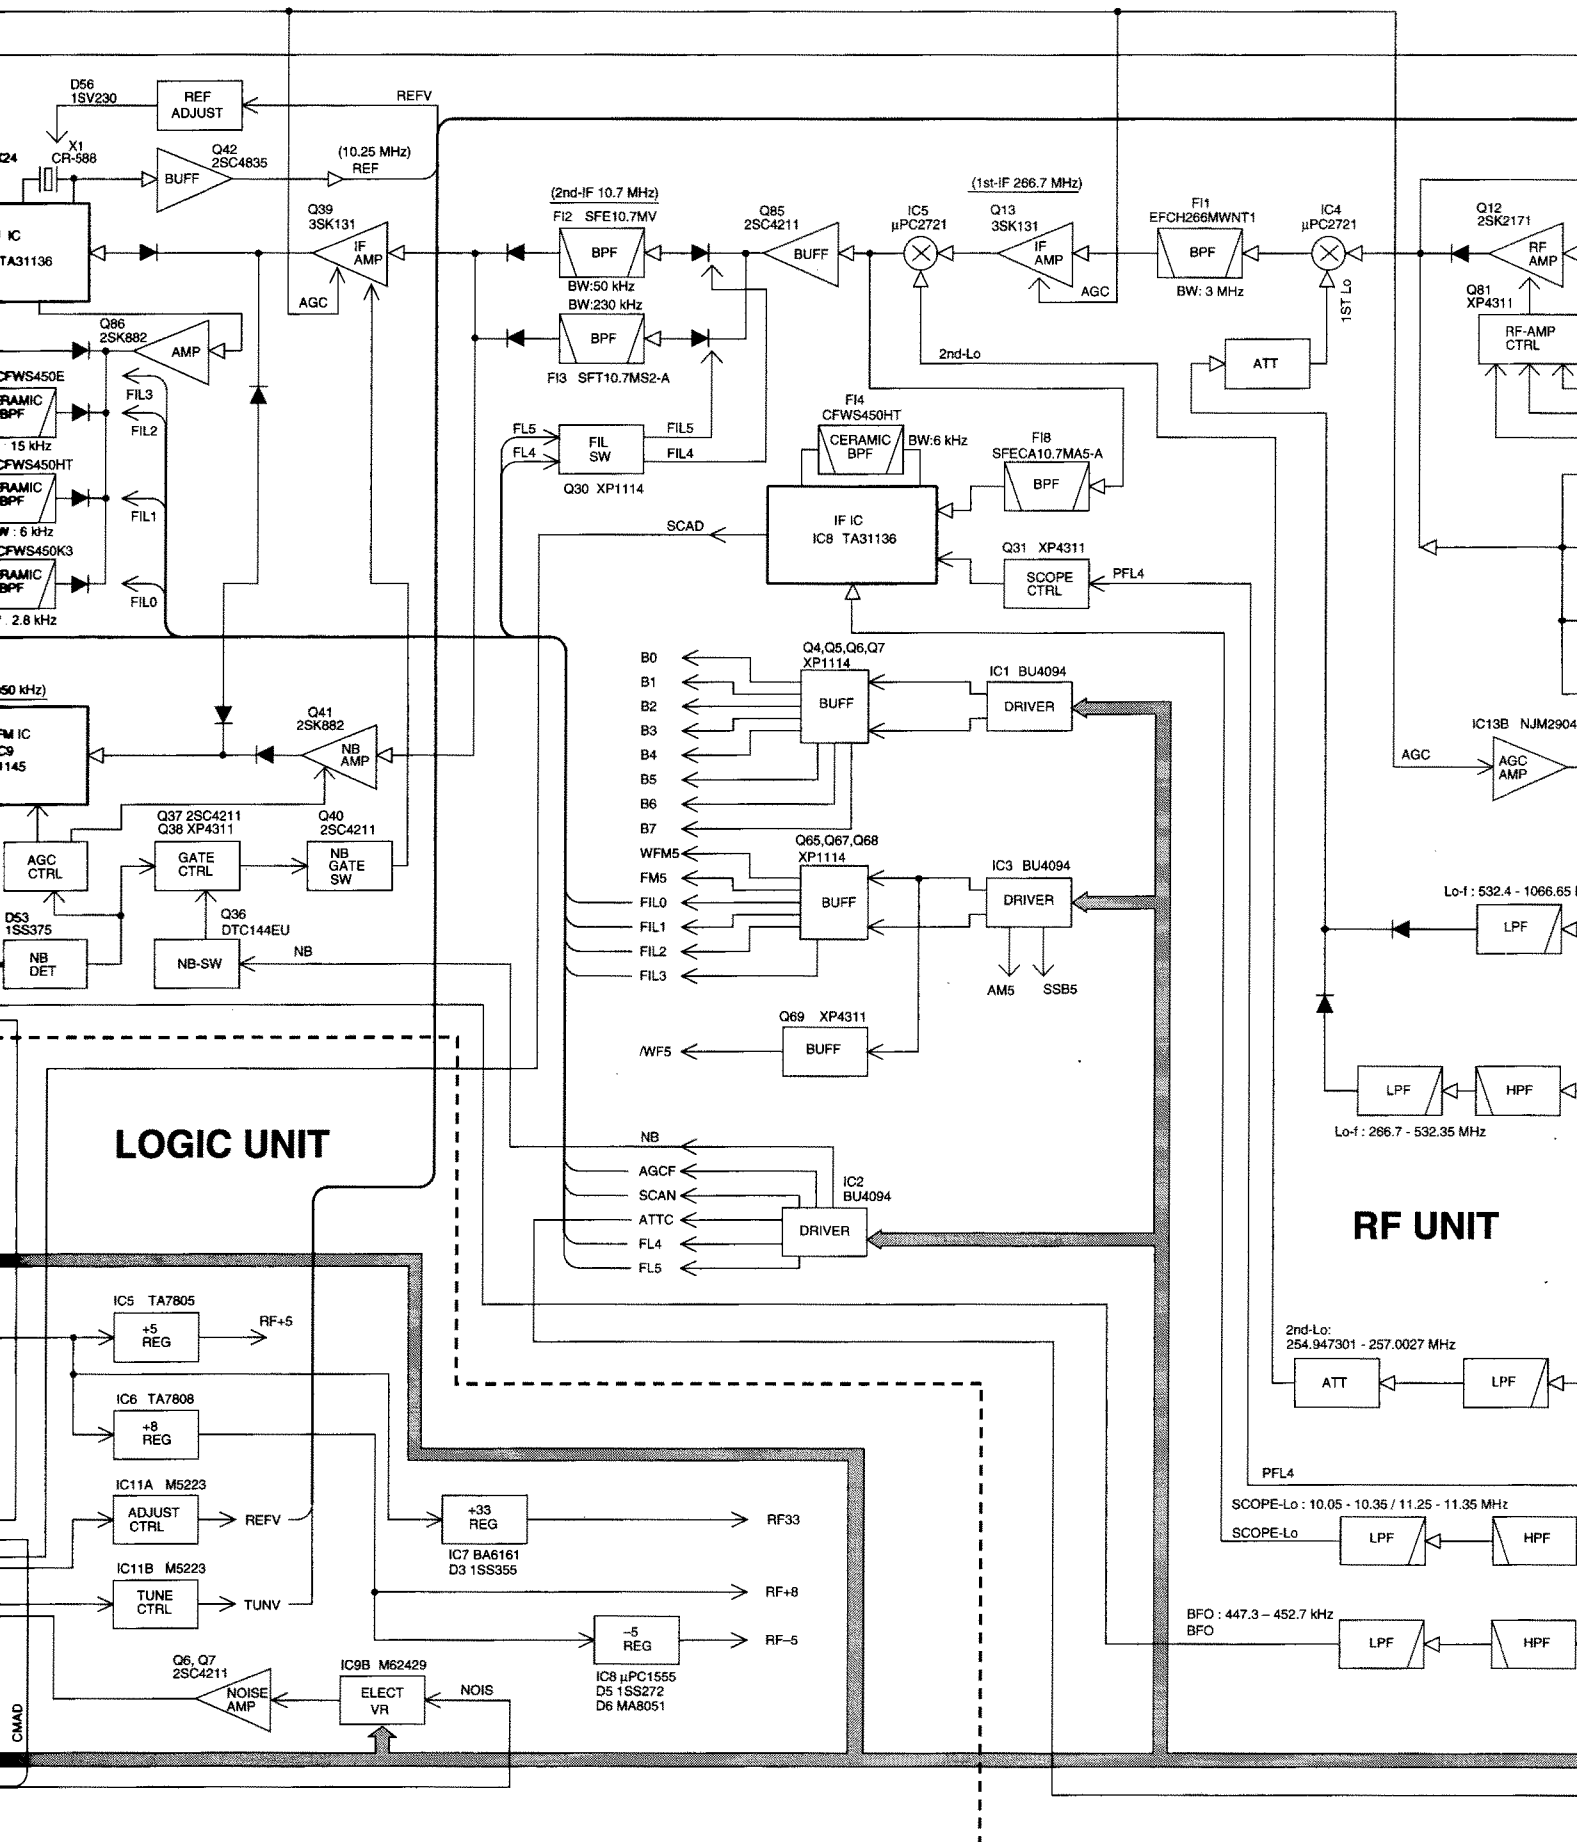 D56
1SV230
REF
ADJUST
REFV
X1
CR-588
Q42
2SC4835
BUFF
(10.25 MHz)
REF
IC
TA31136
Q39
3SK131
IF
AMP
AGC
(2nd-IF 10.7 MHz)
FI2 SFE10.7MV
BPF
BW:50 kHz
BW:230 kHz
BPF
FI3 SFT10.7MS2-A
Q85
2SC4211
BUFF
IC5
µPC2721
(1st-IF 266.7 MHz)
Q13
3SK131
IF
AMP
AGC
FI1
EFCH266MWNT1
BPF
BW: 3 MHz
IC4
µPC2721
1ST Lo
Q12
2SK2171
RF
AMP
Q81
XP4311
RF-AMP
CTRL
ATT
2nd-Lo
Q86
2SK882
AMP
CFWS450E
RAMIC
BPF
15 kHz
CFWS450HT
RAMIC
BPF
: 6 kHz
CFWS450K3
RAMIC
BPF
2.8 kHz
FIL3
FIL2
FIL1
FIL0
FL5
FL4
FIL
SW
FIL5
FIL4
Q30 XP1114
FI4
CFWS450HT
CERAMIC
BPF
BW:6 kHz
FI8
SFECA10.7MA5-A
BPF
SCAD
IF IC
IC8 TA31136
Q31 XP4311
SCOPE
CTRL
PFL4
50 kHz)
FM IC
C9
1145
Q41
2SK882
NB
AMP
Q37 2SC4211
Q38 XP4311
GATE
CTRL
Q40
2SC4211
NB
GATE
SW
AGC
CTRL
D53
1SS375
NB
DET
Q36
DTC144EU
NB-SW
NB
B0
B1
B2
B3
B4
B5
B6
B7
Q4,Q5,Q6,Q7
XP1114
BUFF
IC1 BU4094
DRIVER
WFM5
FM5
FIL0
FIL1
FIL2
FIL3
Q65,Q67,Q68
XP1114
BUFF
IC3 BU4094
DRIVER
AM5
SSB5
/WF5
Q69 XP4311
BUFF
IC13B NJM2904
AGC
AGC
AMP
Lo-f : 532.4 - 1066.65
LPF
LPF
HPF
Lo-f : 266.7 - 532.35 MHz
LOGIC UNIT
NB
AGCF
SCAN
ATTC
FL4
FL5
IC2
BU4094
DRIVER
RF UNIT
IC5 TA7805
+5
REG
RF+5
IC6 TA7808
+8
REG
IC11A M5223
ADJUST
CTRL
REFV
IC11B M5223
TUNE
CTRL
TUNV
+33
REG
IC7 BA6161
D3 1SS355
RF33
RF+8
−5
REG
IC8 µPC1555
D5 1SS272
D6 MA8051
RF−5
Q6, Q7
2SC4211
NOISE
AMP
IC9B M62429
ELECT
VR
NOIS
CMAD
2nd-Lo:
254.947301 - 257.0027 MHz
ATT
LPF
PFL4
SCOPE-Lo : 10.05 - 10.35 / 11.25 - 11.35 MHz
SCOPE-Lo
LPF
HPF
BFO : 447.3 – 452.7 kHz
BFO
LPF
HPF